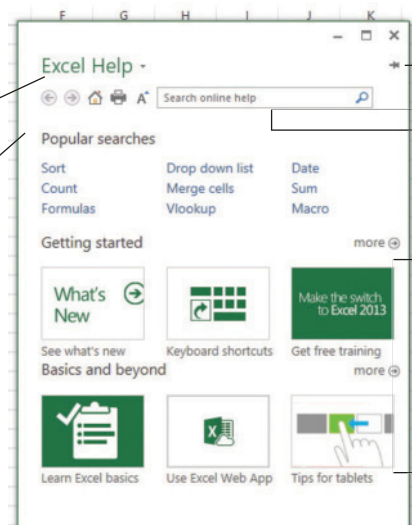 F G H I J K
Excel Help
A
Search online help
Popular searches
Sort Drop down list Date
Count Merge cells Sum
Formulas Vlookup Macro
Getting started more
What's New
Make the switch to Excel 2013
See what's new Keyboard shortcuts Get free training
Basics and beyond more
X
Learn Excel basics Use Excel Web App Tips for tablets